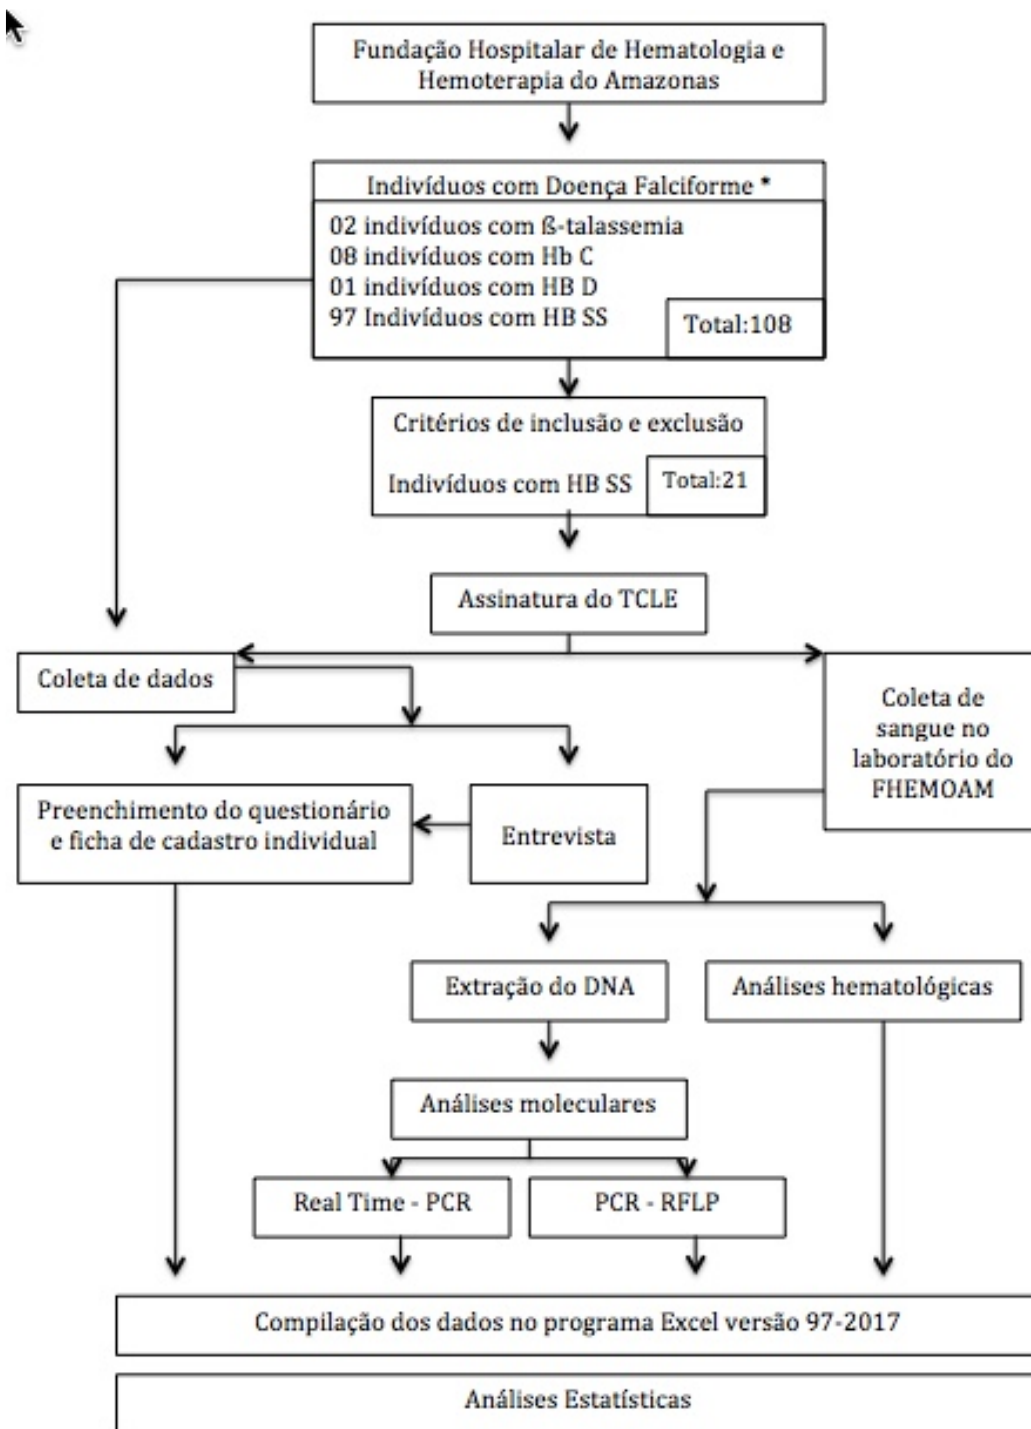 Fundação Hospitalar de Hematologia e
Hemoterapia do Amazonas
Indivíduos com Doença Falciforme *
02 indivíduos com ß-talassemia
08 indivíduos com Hb C
01 indivíduos com HB D
97 Indivíduos com HB SS
Total:108
Critérios de inclusão e exclusão
Indivíduos com HB SS
Total:21
Assinatura do TCLE
Coleta de dados
Coleta de
sangue no
laboratório do
FHEMOAM
Preenchimento do questionário
e ficha de cadastro individual
Entrevista
Extração do DNA
Análises hematológicas
Análises moleculares
Real Time - PCR
PCR - RFLP
Compilação dos dados no programa Excel versão 97-2017
Análises Estatísticas